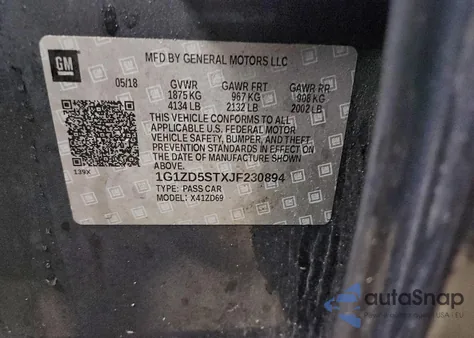 GM
MFD BY GENERAL MOTORS LLC
05/18 GVWR GAWR FRT GAWR RR
1875 KG 967 KG 908 KG
4134 LB 2132 LB 2002 LB
THIS VEHICLE CONFORMS TO ALL
APPLICABLE U.S. FEDERAL MOTOR
VEHICLE SAFETY, BUMPER, AND THEFT
PREVENTION STANDARDS IN EFFECT
ON THE DATE OF MANUFACTURE SHOWN
ABOVE.
139X
1G1ZD5STXJF230894
TYPE: PASS CAR
MODEL: X41ZD69
autoSnap